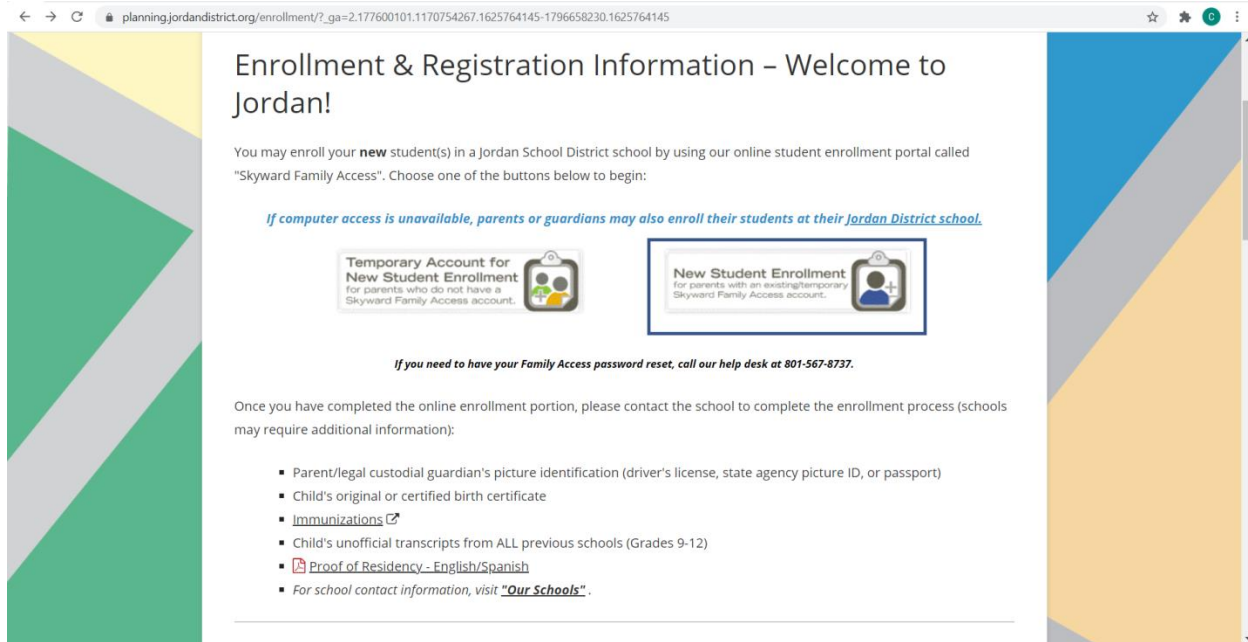 planning.jordandistrict.org/enrollment/?_ga=2.177600101.1170754267.1625764145-1796658230.1625764145
C
Enrollment & Registration Information – Welcome to
Jordan!
You may enroll your new student(s) in a Jordan School District school by using our online student enrollment portal called
"Skyward Family Access". Choose one of the buttons below to begin:
If computer access is unavailable, parents or guardians may also enroll their students at their Jordan District school.
Temporary Account for
New Student Enrollment
for parents who do not have a
Skyward Family Access account.
New Student Enrollment
for parents with an existing/temporary
Skyward Family Access account.
If you need to have your Family Access password reset, call our help desk at 801-567-8737.
Once you have completed the online enrollment portion, please contact the school to complete the enrollment process (schools
may require additional information):
▪ Parent/legal custodial guardian's picture identification (driver's license, state agency picture ID, or passport)
▪ Child's original or certified birth certificate
▪ Immunizations
▪ Child's unofficial transcripts from ALL previous schools (Grades 9-12)
▪ Proof of Residency - English/Spanish
▪ For school contact information, visit "Our Schools" .